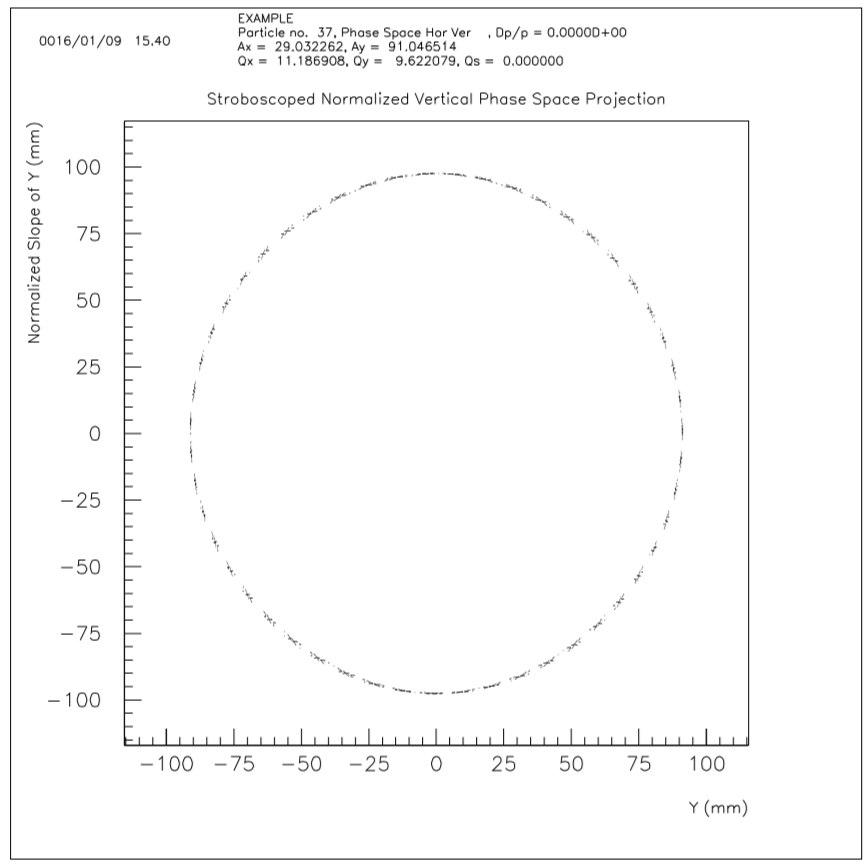 EXAMPLE
0016/01/09 15.40
Particle no. 37, Phase Space Hor Ver , Dp/p = 0.0000D+00
Ax = 29.032262, Ay = 91.046514
Qx = 11.186908, Qy = 9.622079, Qs = 0.000000
Stroboscoped Normalized Vertical Phase Space Projection
Normalized Slope of Y (mm)
100
75
50
25
0
−25
−50
−75
−100
−100 −75 −50 −25 0 25 50 75 100
Y (mm)